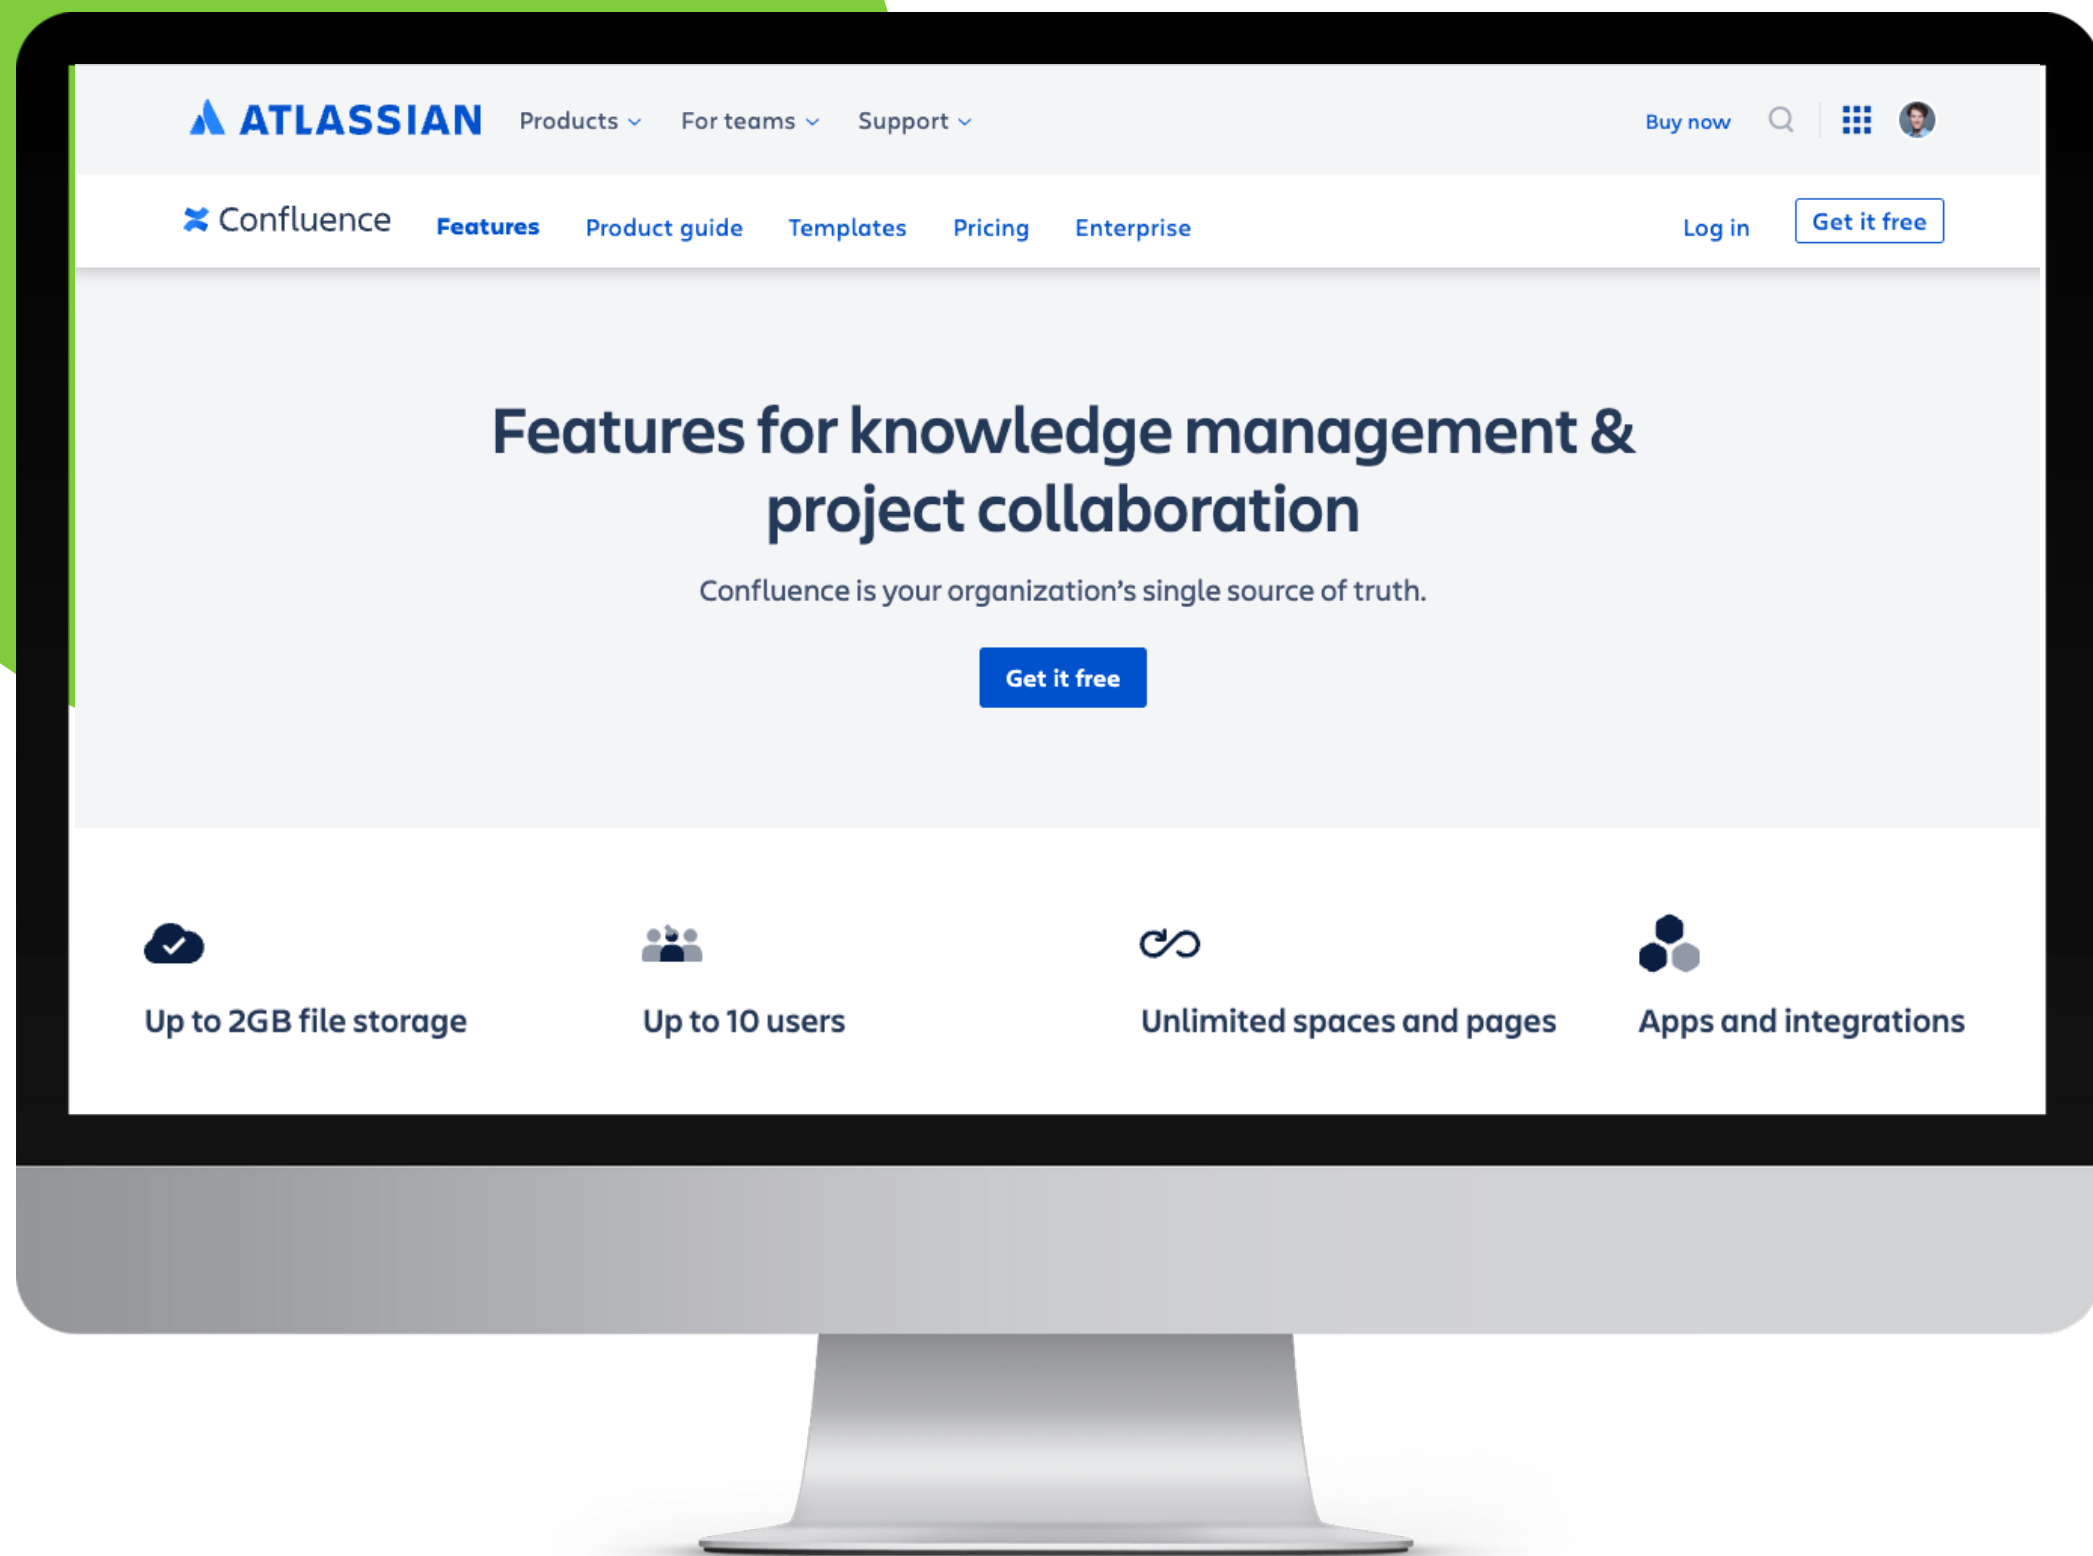 ATLASSIAN Products For teams Support Buy now
Confluence Features Product guide Templates Pricing Enterprise Log in Get it free
Features for knowledge management &
project collaboration
Confluence is your organization’s single source of truth.
Get it free
Up to 2GB file storage Up to 10 users Unlimited spaces and pages Apps and integrations